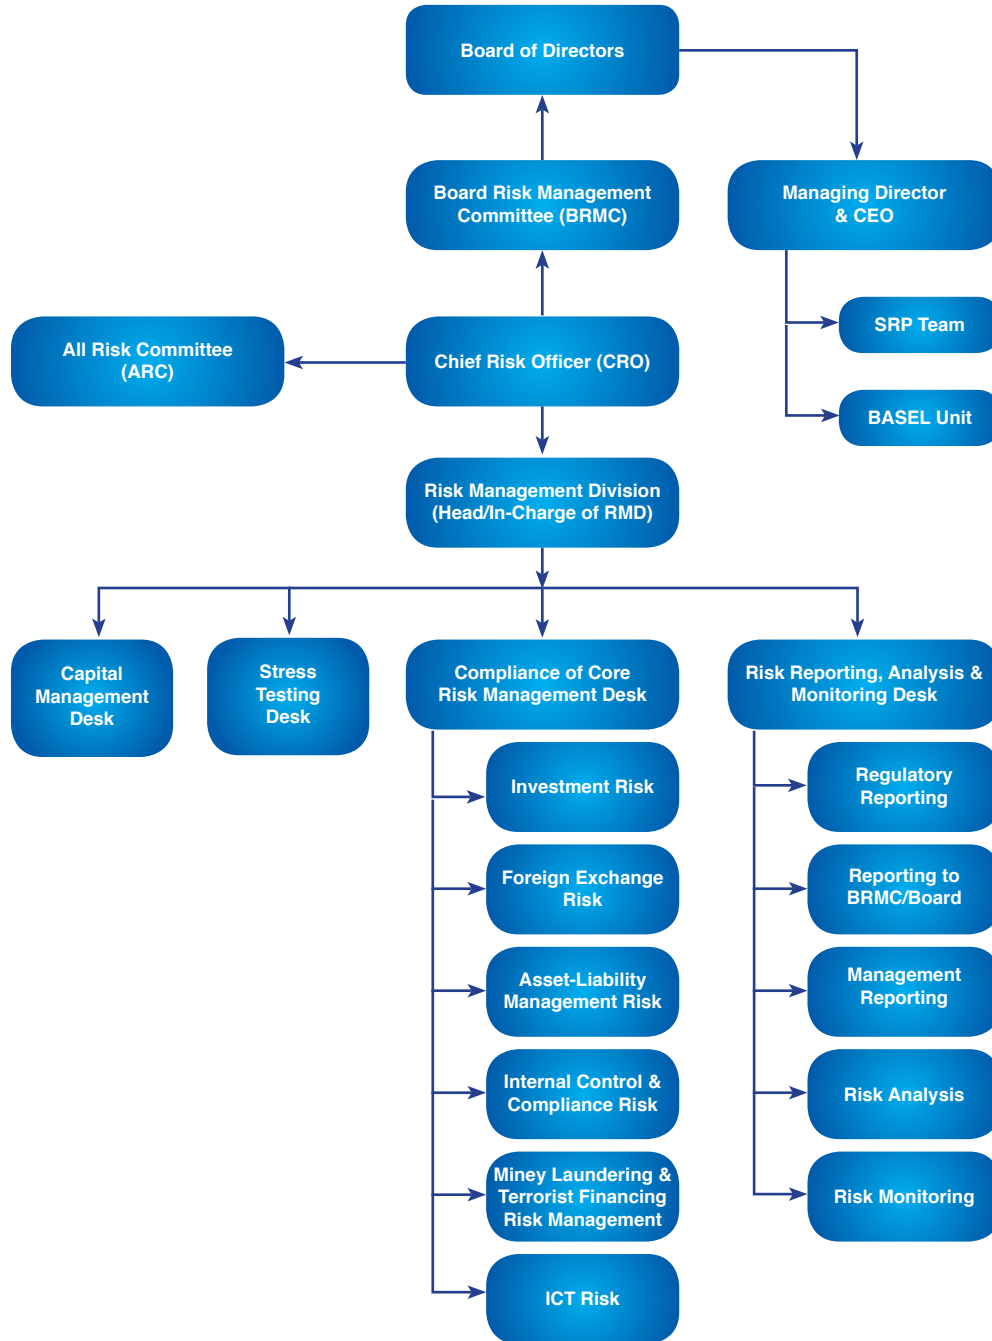 Board of Directors
Board Risk Management
Committee (BRMC)
Managing Director
& CEO
SRP Team
All Risk Committee
(ARC)
Chief Risk Officer (CRO)
BASEL Unit
Risk Management Division
(Head/In-Charge of RMD)
Capital
Management
Desk
Stress
Testing
Desk
Compliance of Core
Risk Management Desk
Risk Reporting, Analysis &
Monitoring Desk
Investment Risk
Foreign Exchange
Risk
Asset-Liability
Management Risk
Internal Control &
Compliance Risk
Miney Laundering &
Terrorist Financing
Risk Management
ICT Risk
Regulatory
Reporting
Reporting to
BRMC/Board
Management
Reporting
Risk Analysis
Risk Monitoring